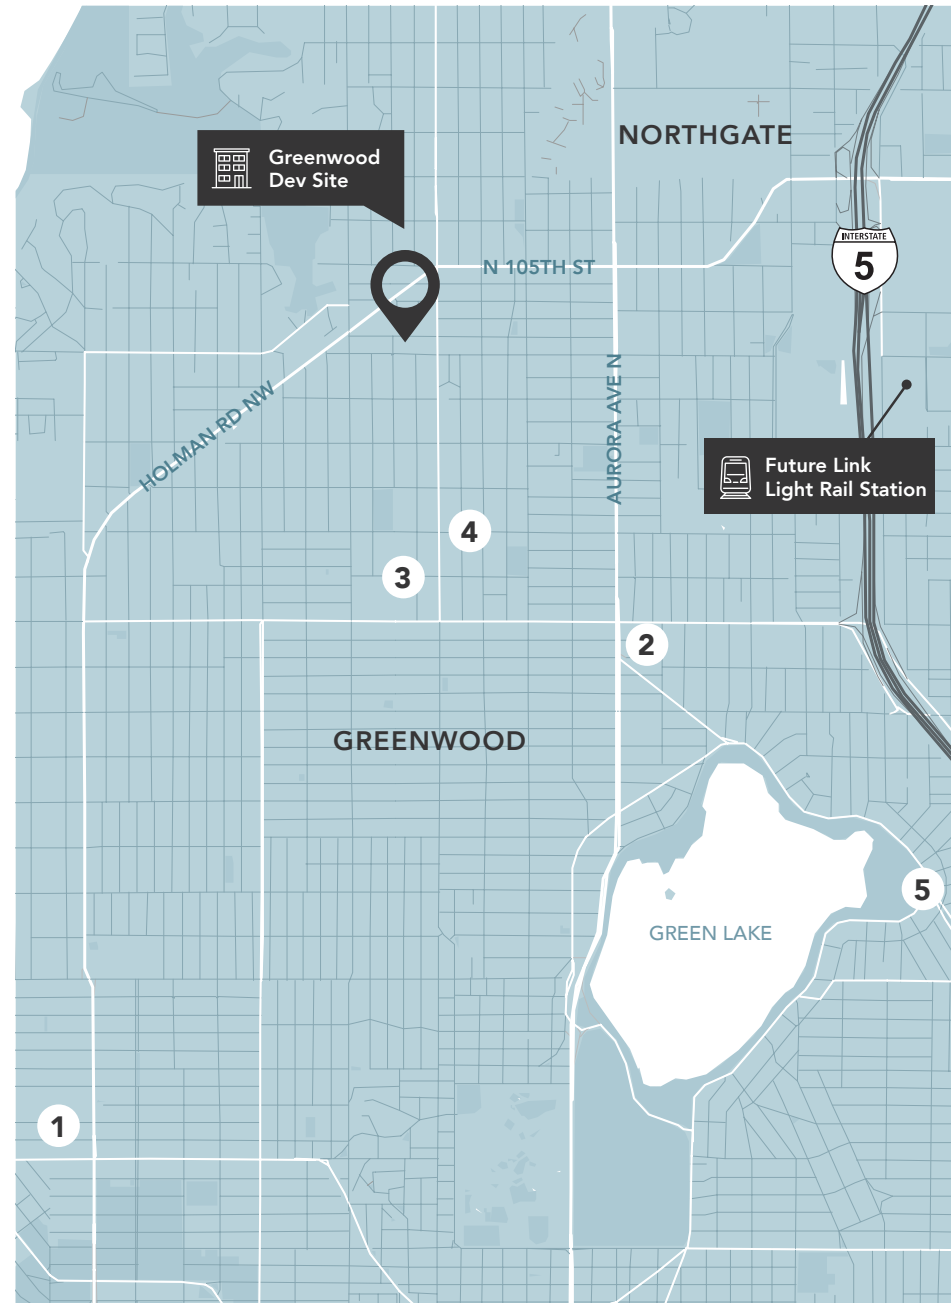 NORTHGATE
Greenwood
Dev Site
INTERSTATE
5
N 105TH ST
HOLMAN RD NW
AURORA AVE N
Future Link
Light Rail Station
4
3
2
GREENWOOD
5
GREEN LAKE
1